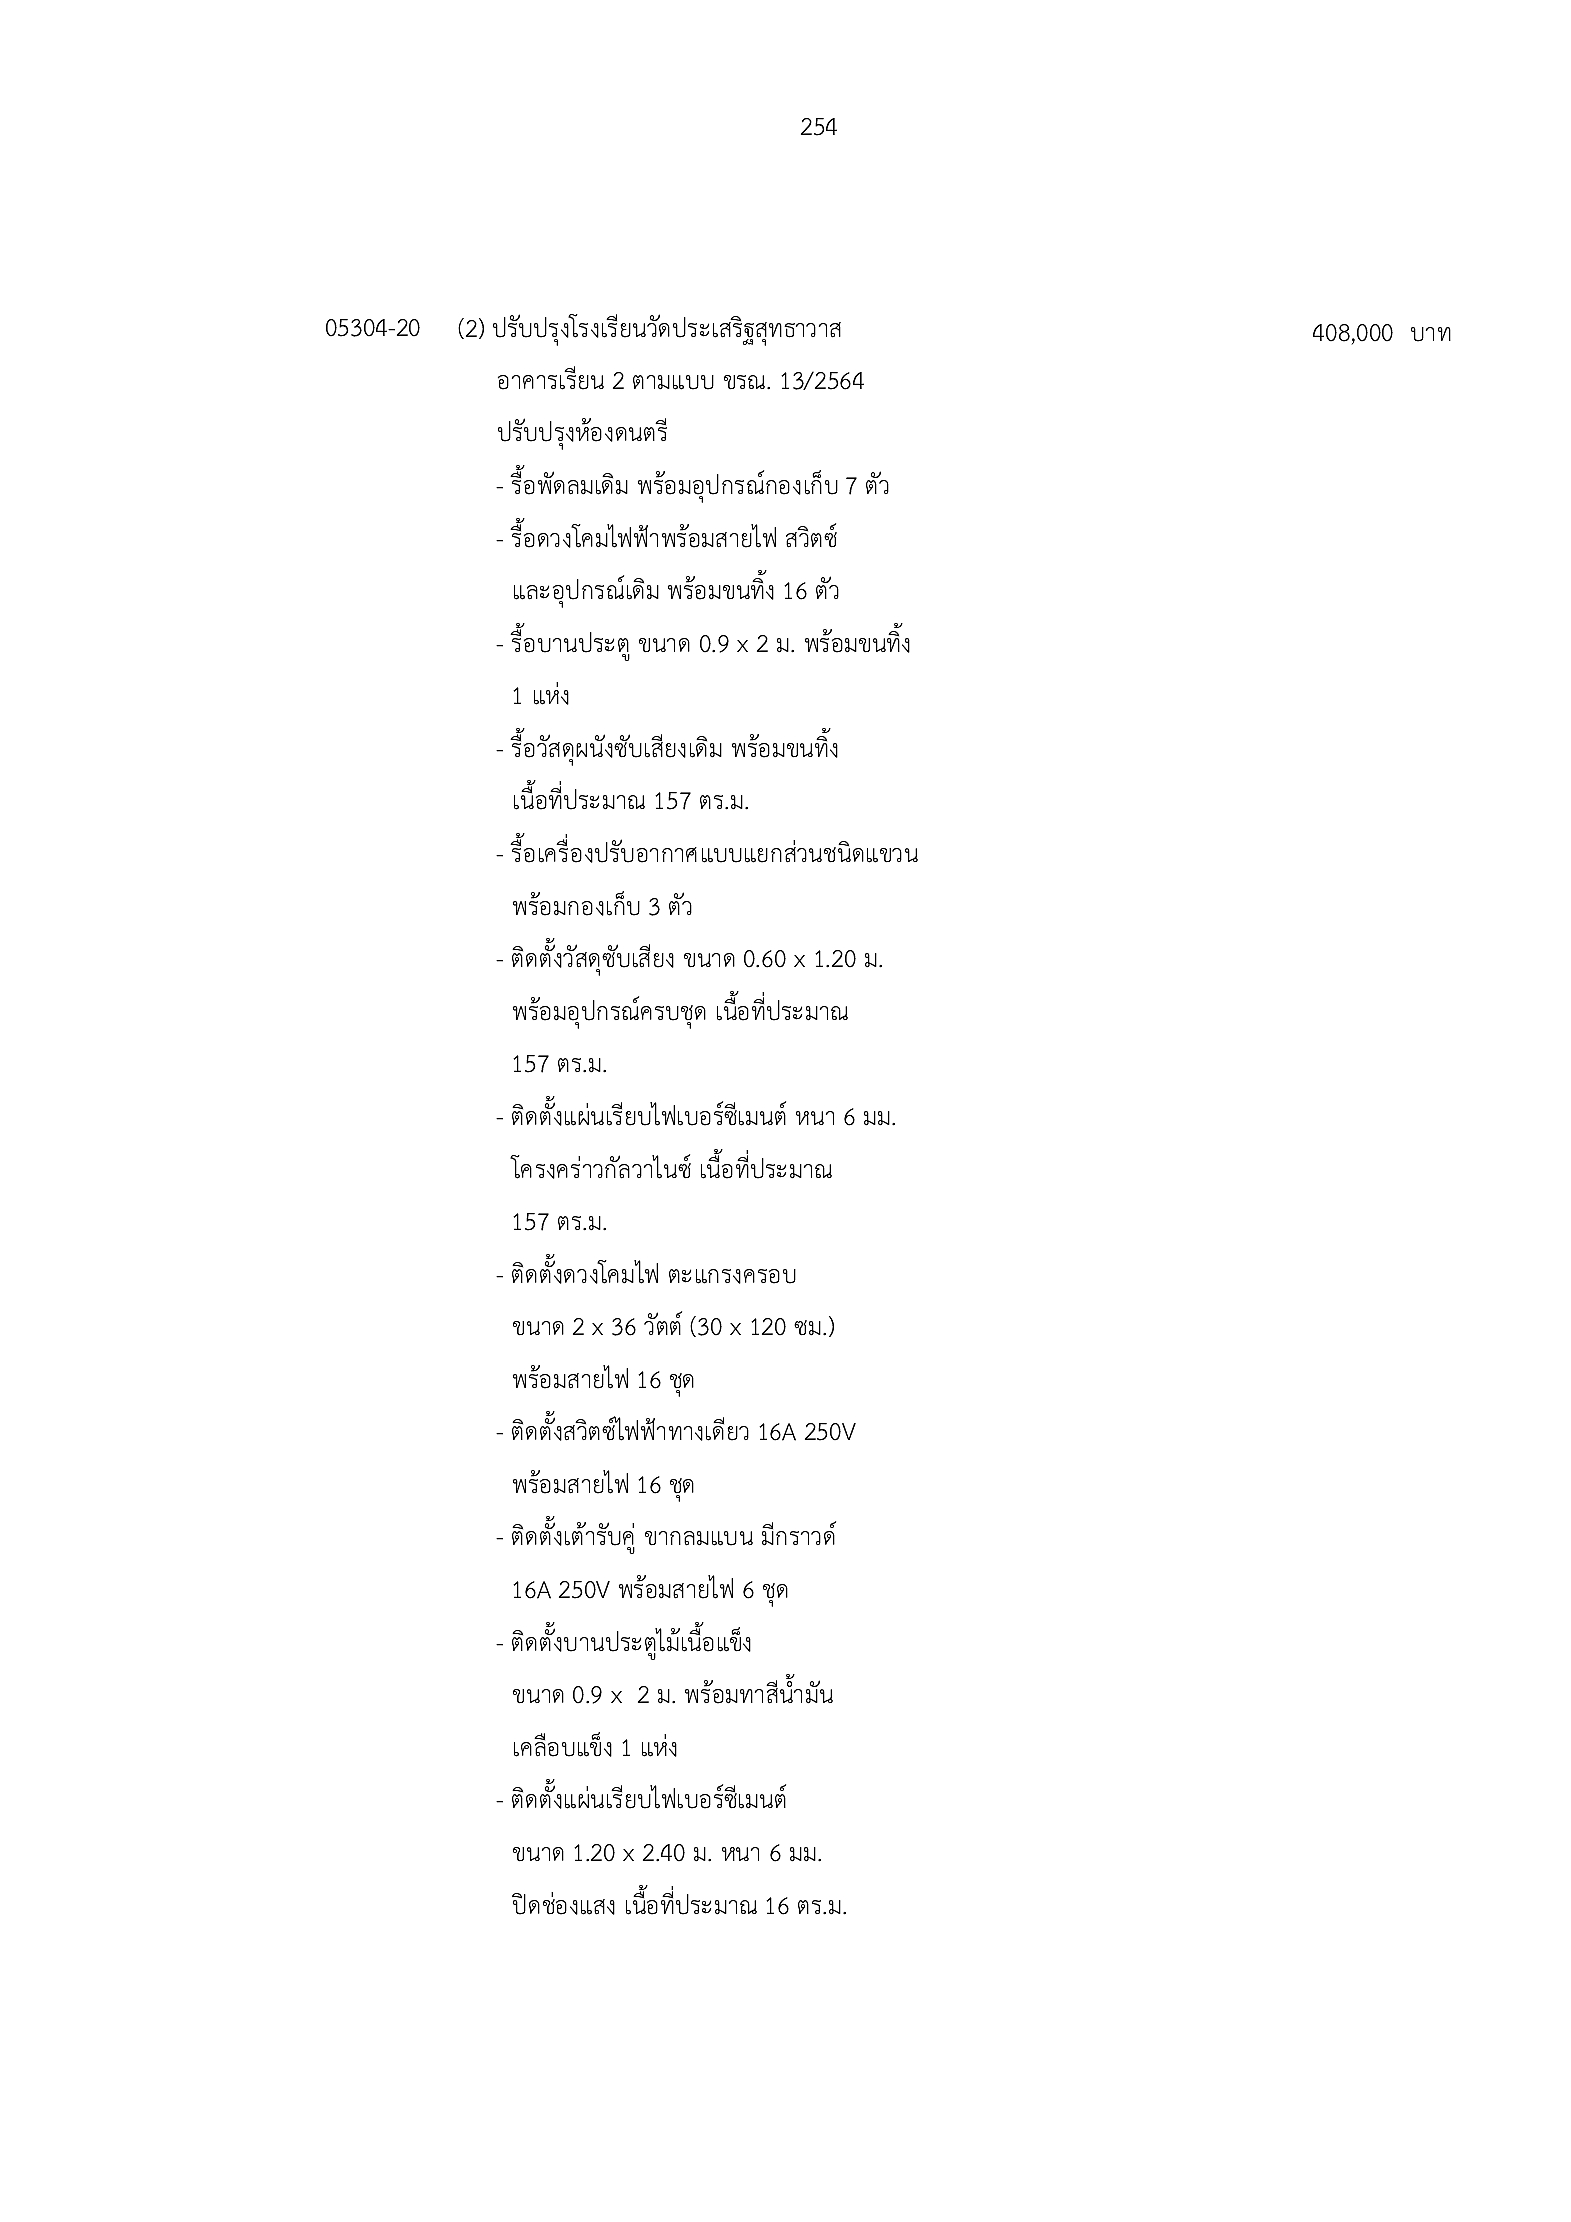 254
05304-20 (2) ปรับปรุงโรงเรียนวัดประเสริฐสุทธาวาส 408,000 บาท
อาคารเรียน 2 ตามแบบ ขรณ. 13/2564
ปรับปรุงห้องดนตรี
- รื้อพัดลมเดิม พร้อมอุปกรณ์กองเก็บ 7 ตัว
- รื้อดวงโคมไฟฟ้าพร้อมสายไฟ สวิตซ์
และอุปกรณ์เดิม พร้อมขนทิ้ง 16 ตัว
- รื้อบานประตู ขนาด 0.9 x 2 ม. พร้อมขนทิ้ง
1 แห่ง
- รื้อวัสดุผนังซับเสียงเดิม พร้อมขนทิ้ง
เนื้อที่ประมาณ 157 ตร.ม.
- รื้อเครื่องปรับอากาศแบบแยกส่วนชนิดแขวน
พร้อมกองเก็บ 3 ตัว
- ติดตั้งวัสดุซับเสียง ขนาด 0.60 x 1.20 ม.
พร้อมอุปกรณ์ครบชุด เนื้อที่ประมาณ
157 ตร.ม.
- ติดตั้งแผ่นเรียบไฟเบอร์ซีเมนต์ หนา 6 มม.
โครงคร่าวกัลวาไนซ์ เนื้อที่ประมาณ
157 ตร.ม.
- ติดตั้งดวงโคมไฟ ตะแกรงครอบ
ขนาด 2 x 36 วัตต์ (30 x 120 ซม.)
พร้อมสายไฟ 16 ชุด
- ติดตั้งสวิตซ์ไฟฟ้าทางเดียว 16A 250V
พร้อมสายไฟ 16 ชุด
- ติดตั้งเต้ารับคู่ ขากลมแบน มีกราวด์
16A 250V พร้อมสายไฟ 6 ชุด
- ติดตั้งบานประตูไม้เนื้อแข็ง
ขนาด 0.9 x  2 ม. พร้อมทาสีน้ำมัน
เคลือบแข็ง 1 แห่ง
- ติดตั้งแผ่นเรียบไฟเบอร์ซีเมนต์
ขนาด 1.20 x 2.40 ม. หนา 6 มม.
ปิดช่องแสง เนื้อที่ประมาณ 16 ตร.ม.